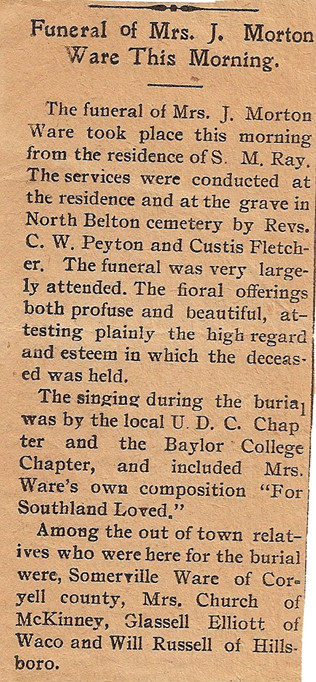 Funeral of Mrs. J. Morton
Ware This Morning.
The funeral of Mrs. J. Morton
Ware took place this morning
from the residence of S. M. Ray.
The services were conducted at
the residence and at the grave in
North Belton cemetery by Revs.
C. W. Peyton and Custis Fletch-
er. The funeral was very large-
ly attended. The fioral offerings
both profuse and beautiful, at-
testing plainly the high regard
and esteem in which the deceas-
ed was held.
The singing during the burial
was by the local U. D. C. Chap
ter and the Baylor College
Chapter, and included Mrs.
Ware's own composition "For
Southland Loved."
Among the out of town relat-
ives who were here for the burial
were, Somerville Ware of Cor-
yell county, Mrs. Church of
McKinney, Glassell Elliott of
Waco and Will Russell of Hills-
boro.